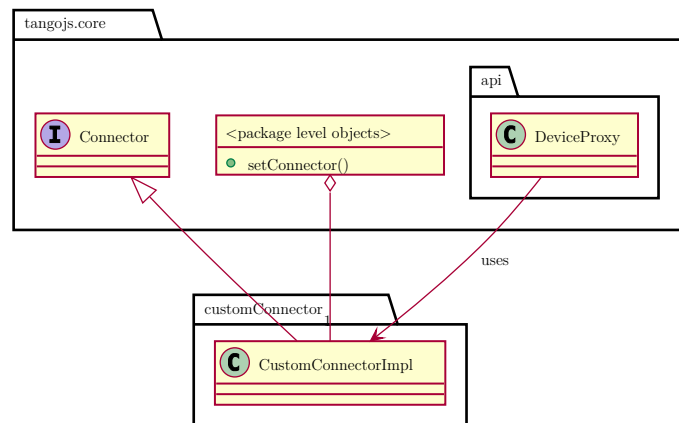 tangojs.core
api
I Connector
<package level objects>
setConnector()
C DeviceProxy
uses
customConnector
1
C CustomConnectorImpl